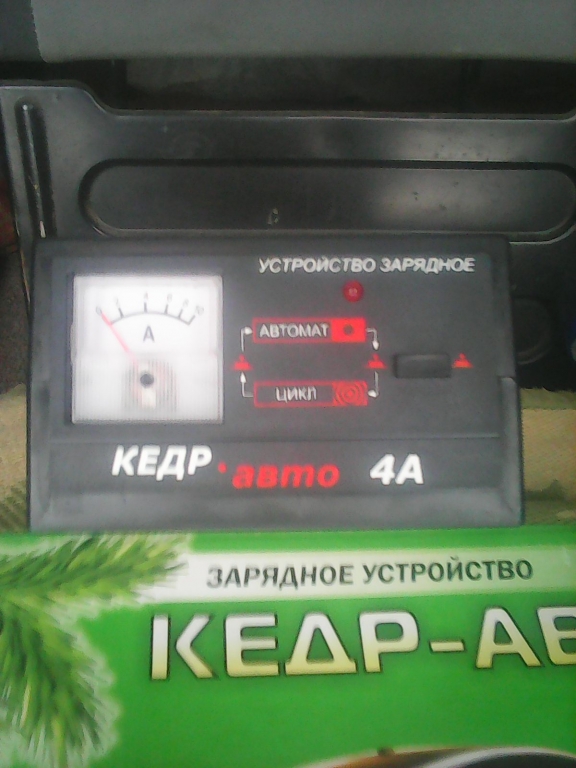 УСТРОЙСТВО ЗАРЯДНОЕ
A
АВТОМАТ
ЦИКЛ
КЕДР·авто 4А
ЗАРЯДНОЕ УСТРОЙСТВО
КЕДР-АВ